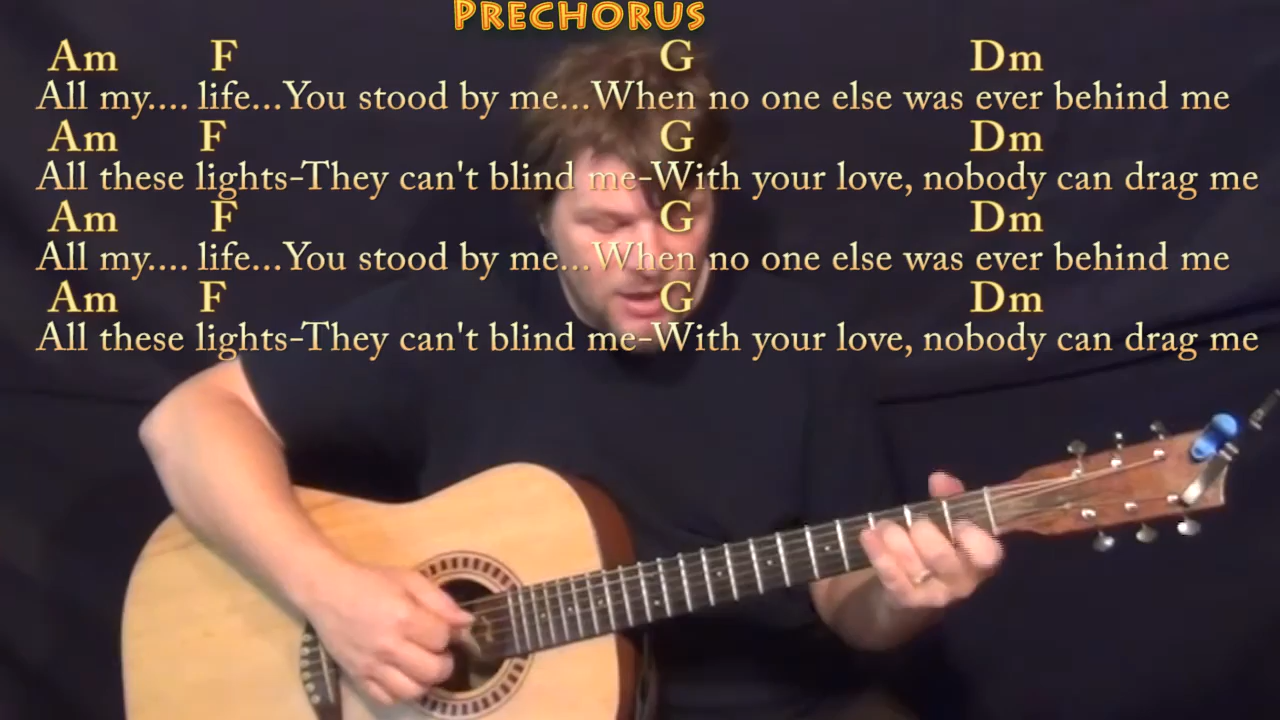 PRECHORUS
Am F G Dm
All my.... life...You stood by me...When no one else was ever behind me
Am F G Dm
All these lights-They can't blind me-With your love, nobody can drag me
Am F G Dm
All my.... life...You stood by me...When no one else was ever behind me
Am F G Dm
All these lights-They can't blind me-With your love, nobody can drag me